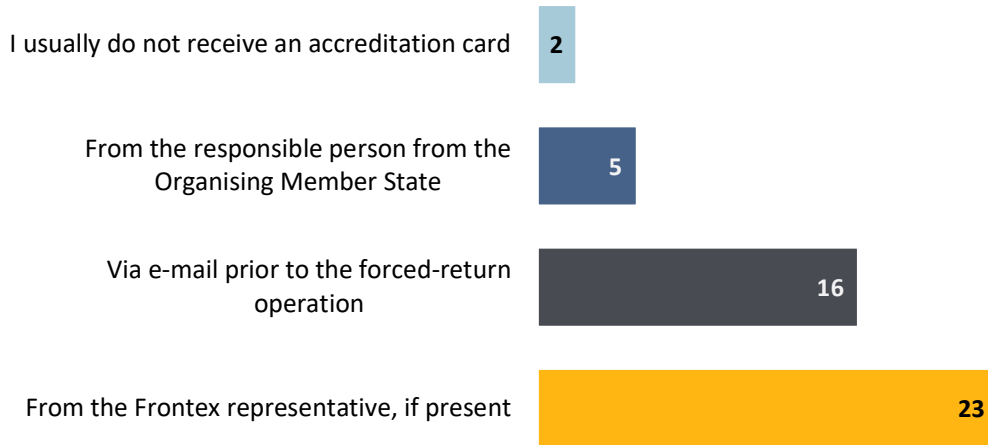 I usually do not receive an accreditation card
2
From the responsible person from the
Organising Member State
5
Via e-mail prior to the forced-return
operation
16
From the Frontex representative, if present
23